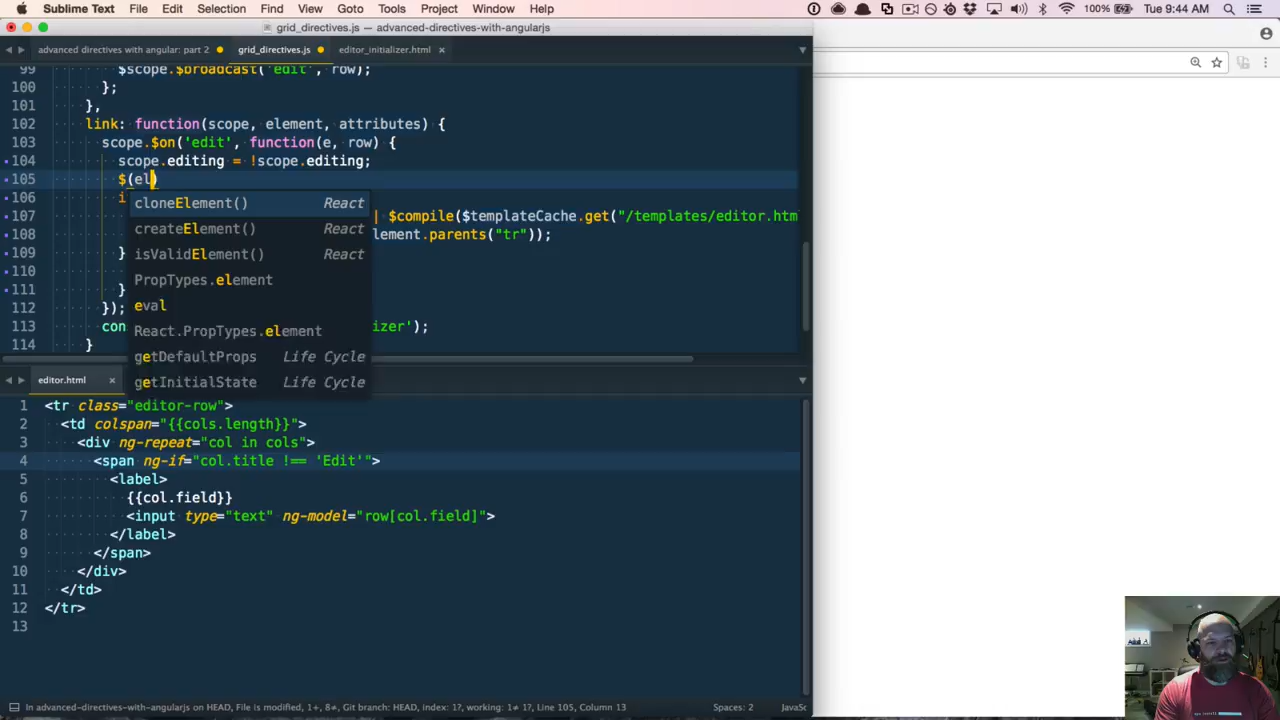 Sublime Text File Edit Selection Find View Goto Tools Project Window Help 100% Tue 9:44 AM
grid_directives.js — advanced-directives-with-angularjs
advanced directives with angular: part 2 grid_directives.js editor_initializer.html
99 $scope.$broadcast('edit', row);
100 };
101 },
102 link: function(scope, element, attributes) {
103 scope.$on('edit', function(e, row) {
104 scope.editing = !scope.editing;
105 $(el)
106 i
cloneElement() React
107 | $compile($templateCache.get("/templates/editor.htm
createElement() React
108 lement.parents("tr"));
109 }
isValidElement() React
110
PropTypes.element
111 }
eval
112 });
113 con izer');
React.PropTypes.element
114 }
getDefaultProps Life Cycle
getInitialState Life Cycle
editor.html
1 <tr class="editor-row">
2 <td colspan="{{cols.length}}">
3 <div ng-repeat="col in cols">
4 <span ng-if="col.title !== 'Edit'">
5 <label>
6 {{col.field}}
7 <input type="text" ng-model="row[col.field]">
8 </label>
9 </span>
10 </div>
11 </td>
12 </tr>
13
In advanced-directives-with-angularjs on HEAD, File is modified, 1+, 8≠, Git branch: HEAD, index: 1?, working: 1≠ 1?, Line 105, Column 13 Spaces: 2 JavaSc